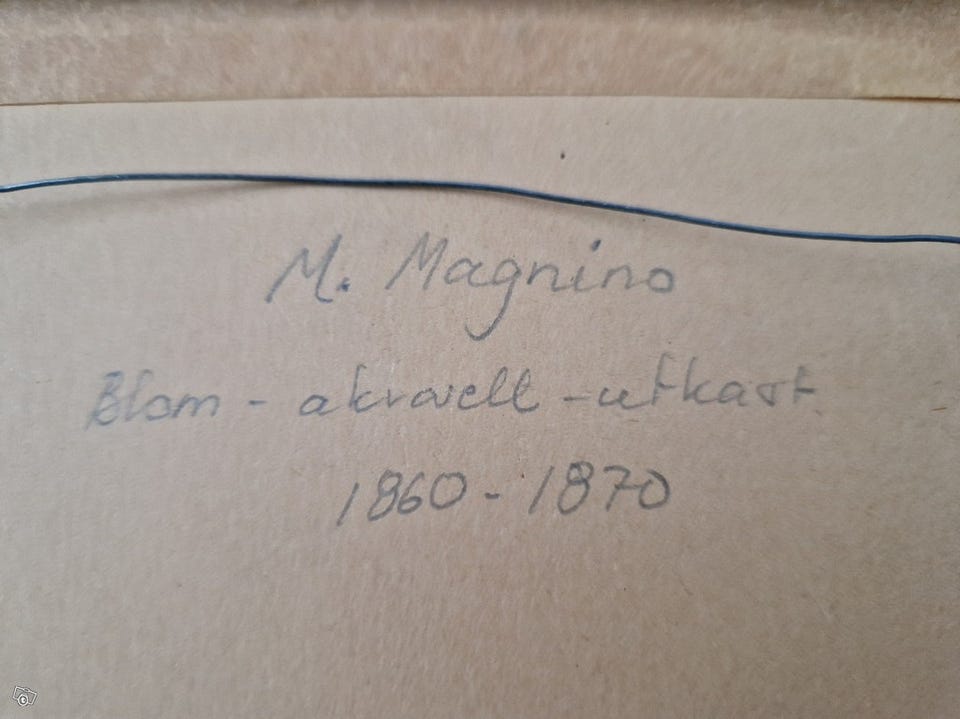 M. Magnino
Blom - akvarell - utkast
1860 - 1870